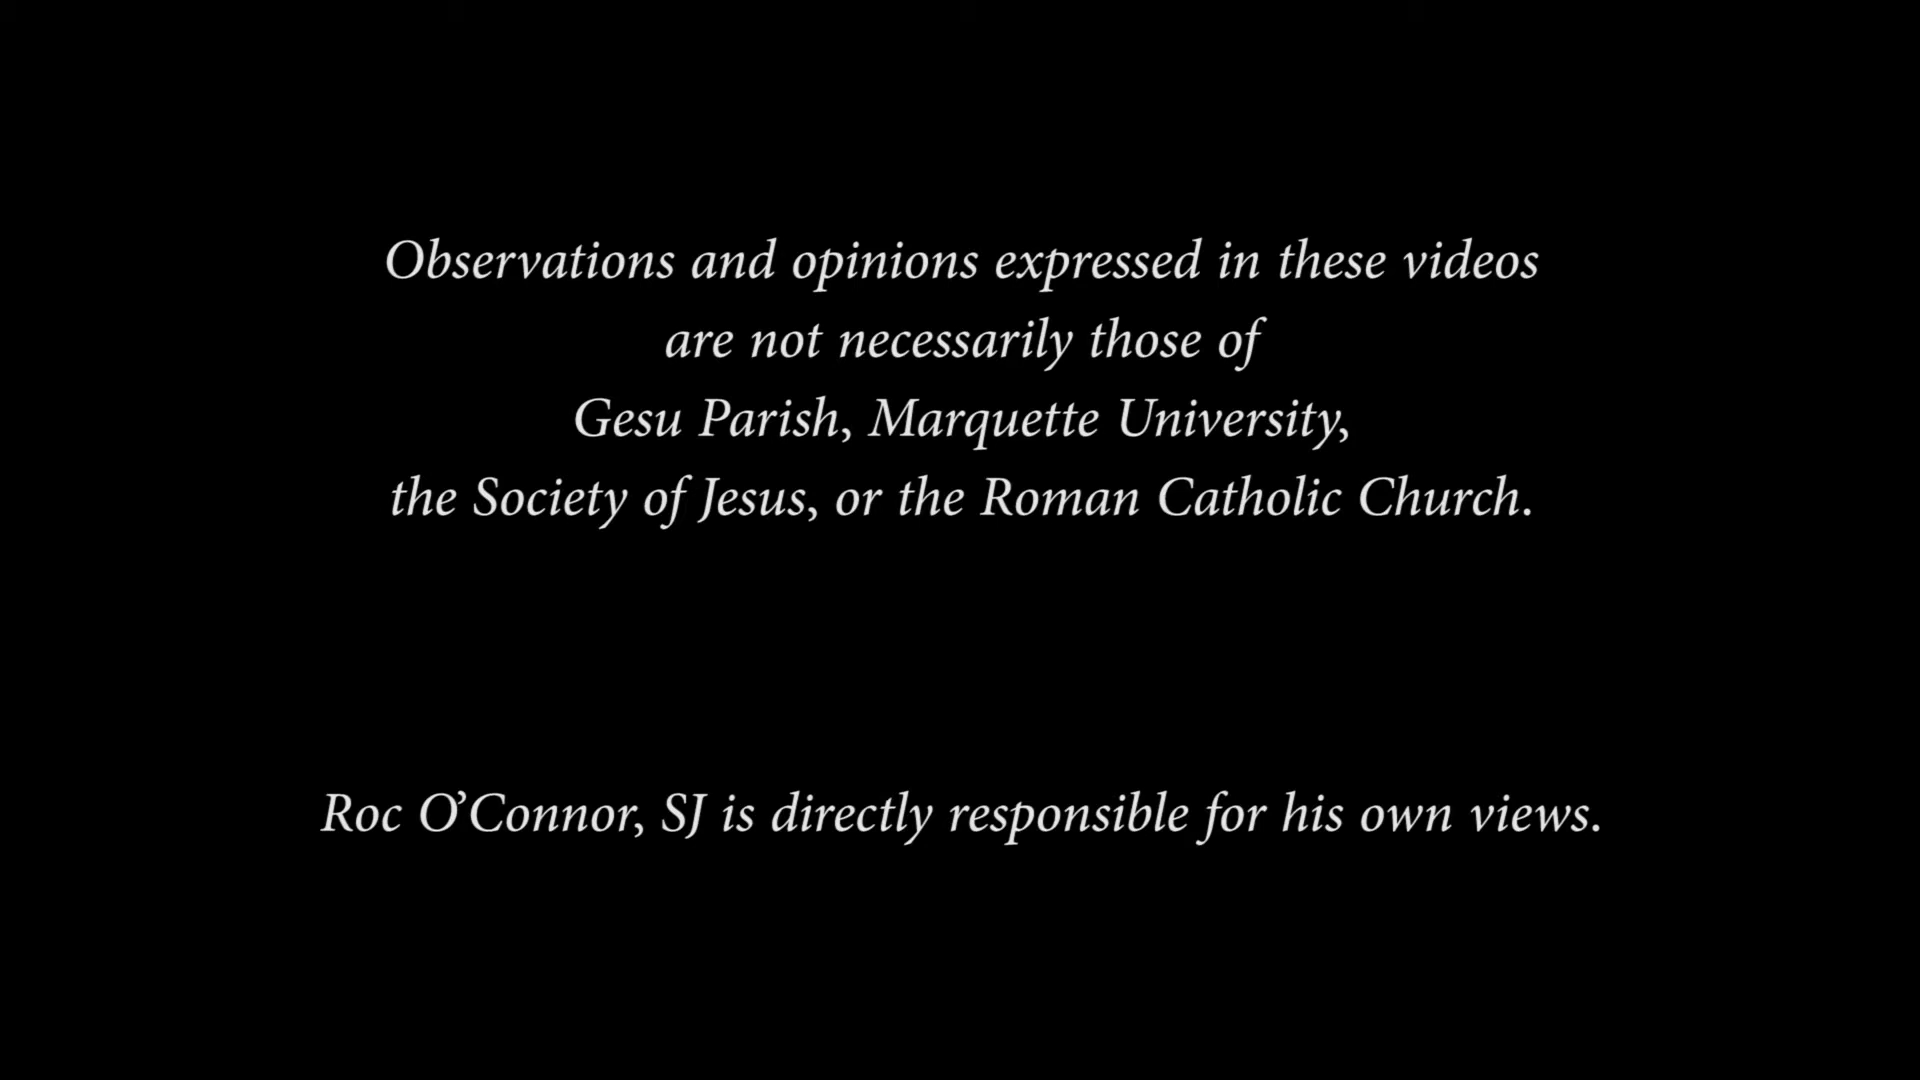 Observations and opinions expressed in these videos
are not necessarily those of
Gesu Parish, Marquette University,
the Society of Jesus, or the Roman Catholic Church.
Roc O’Connor, SJ is directly responsible for his own views.